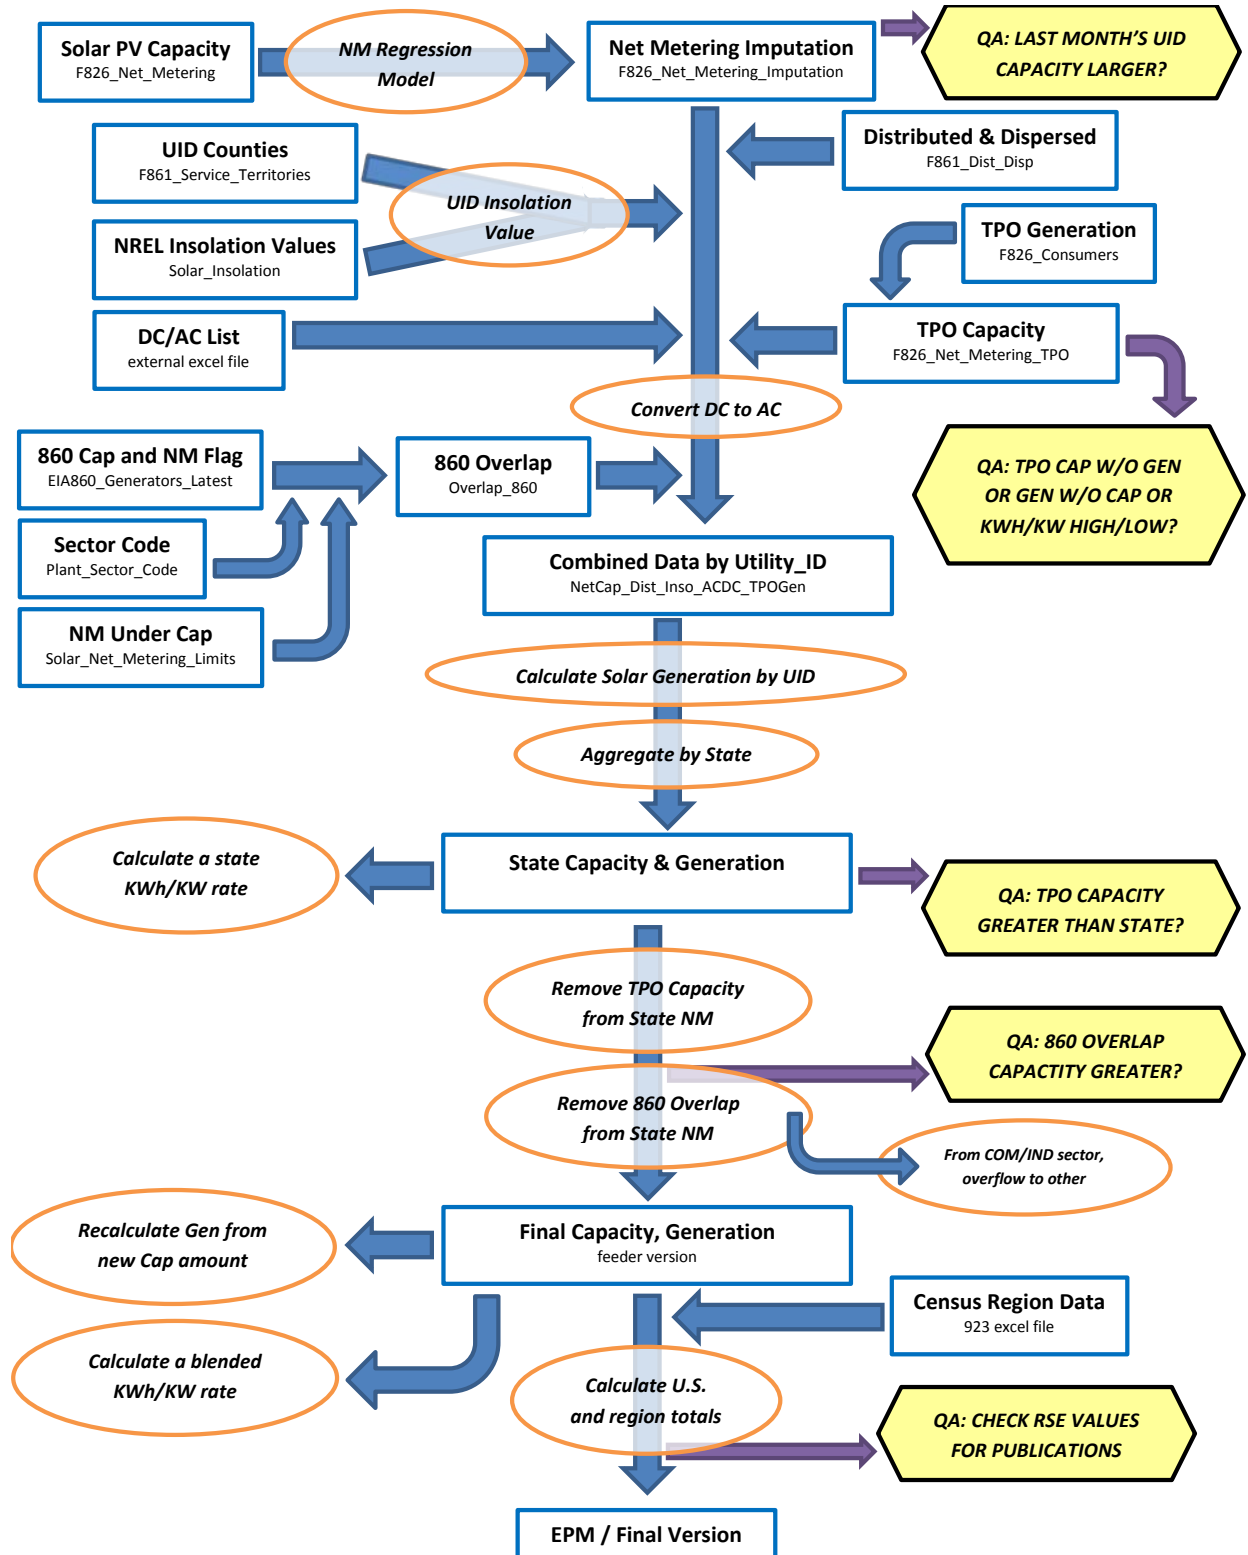 Solar PV Capacity
F826_Net_Metering
NM Regression
Model
Net Metering Imputation
F826_Net_Metering_Imputation
QA: LAST MONTH'S UID
CAPACITY LARGER?
UID Counties
F861_Service_Territories
Distributed & Dispersed
F861_Dist_Disp
UID Insolation
Value
NREL Insolation Values
Solar_Insolation
TPO Generation
F826_Consumers
DC/AC List
external excel file
TPO Capacity
F826_Net_Metering_TPO
Convert DC to AC
860 Cap and NM Flag
EIA860_Generators_Latest
860 Overlap
Overlap_860
QA: TPO CAP W/O GEN
OR GEN W/O CAP OR
KWH/KW HIGH/LOW?
Sector Code
Plant_Sector_Code
Combined Data by Utility_ID
NetCap_Dist_Inso_ACDC_TPOGen
NM Under Cap
Solar_Net_Metering_Limits
Calculate Solar Generation by UID
Aggregate by State
Calculate a state
KWh/KW rate
State Capacity & Generation
QA: TPO CAPACITY
GREATER THAN STATE?
Remove TPO Capacity
from State NM
QA: 860 OVERLAP
CAPACTITY GREATER?
Remove 860 Overlap
from State NM
From COM/IND sector,
overflow to other
Recalculate Gen from
new Cap amount
Final Capacity, Generation
feeder version
Census Region Data
923 excel file
Calculate a blended
KWh/KW rate
Calculate U.S.
and region totals
QA: CHECK RSE VALUES
FOR PUBLICATIONS
EPM / Final Version